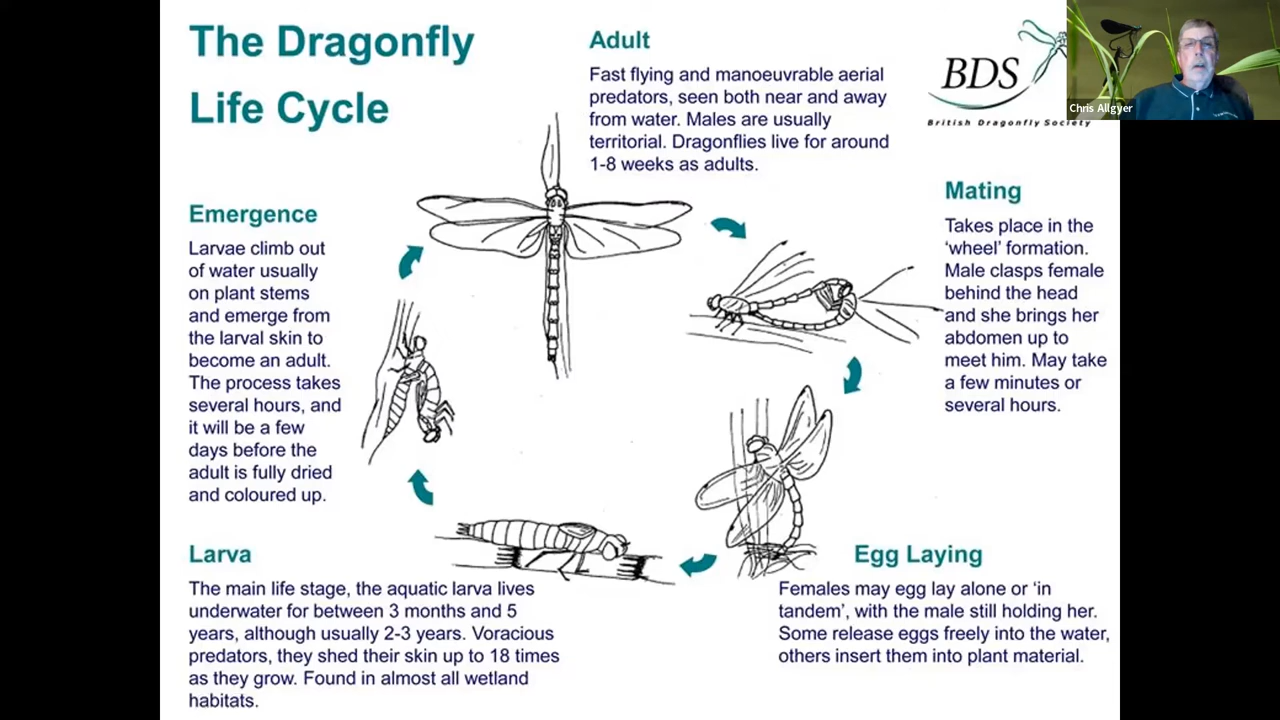 The Dragonfly
Life Cycle
Adult
Fast flying and manoeuvrable aerial
predators, seen both near and away
from water. Males are usually
territorial. Dragonflies live for around
1-8 weeks as adults.
BDS
British Dragonfly Society
Chris Allgyer
Mating
Takes place in the
‘wheel’ formation.
Male clasps female
behind the head
and she brings her
abdomen up to
meet him. May take
a few minutes or
several hours.
Emergence
Larvae climb out
of water usually
on plant stems
and emerge from
the larval skin to
become an adult.
The process takes
several hours, and
it will be a few
days before the
adult is fully dried
and coloured up.
Larva
The main life stage, the aquatic larva lives
underwater for between 3 months and 5
years, although usually 2-3 years. Voracious
predators, they shed their skin up to 18 times
as they grow. Found in almost all wetland
habitats.
Egg Laying
Females may egg lay alone or ‘in
tandem’, with the male still holding her.
Some release eggs freely into the water,
others insert them into plant material.